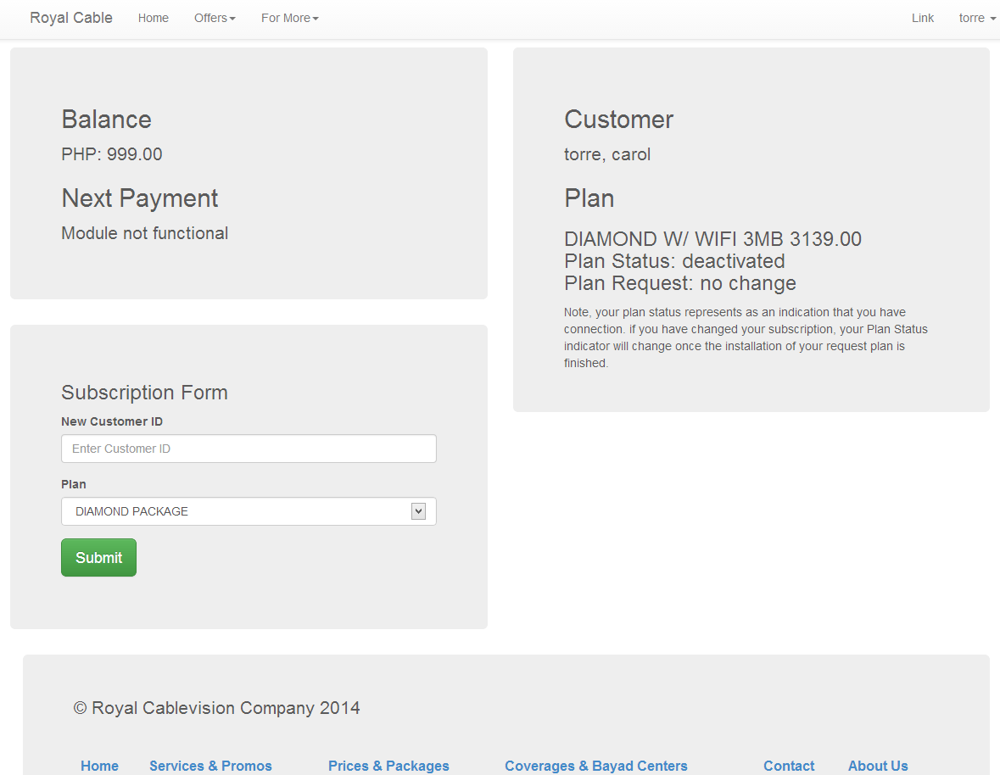 Royal Cable Home Offers For More Link torre
Balance
PHP: 999.00
Next Payment
Module not functional
Customer
torre, carol
Plan
DIAMOND W/ WIFI 3MB 3139.00
Plan Status: deactivated
Plan Request: no change
Note, your plan status represents as an indication that you have
connection. if you have changed your subscription, your Plan Status
indicator will change once the installation of your request plan is
finished.
Subscription Form
New Customer ID
Enter Customer ID
Plan
DIAMOND PACKAGE
Submit
© Royal Cablevision Company 2014
Home Services & Promos Prices & Packages Coverages & Bayad Centers Contact About Us